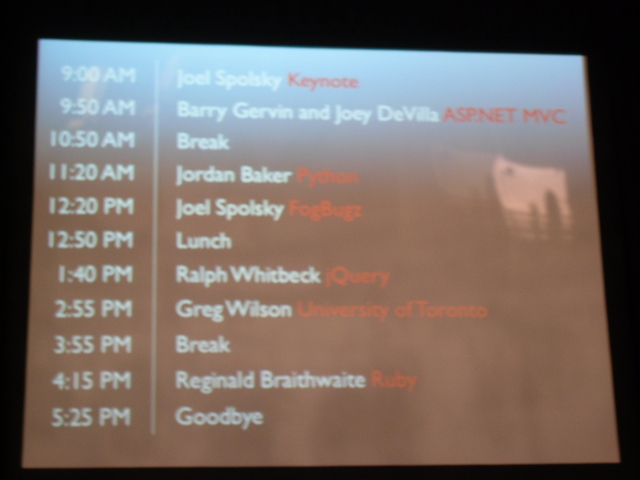 9:00 AM Joel Spolsky Keynote
9:50 AM Barry Gervin and Joey DeVilla ASP.NET MVC
10:50 AM Break
11:20 AM Jordan Baker Python
12:20 PM Joel Spolsky FogBugz
12:50 PM Lunch
1:40 PM Ralph Whitbeck jQuery
2:55 PM Greg Wilson University of Toronto
3:55 PM Break
4:15 PM Reginald Braithwaite Ruby
5:25 PM Goodbye